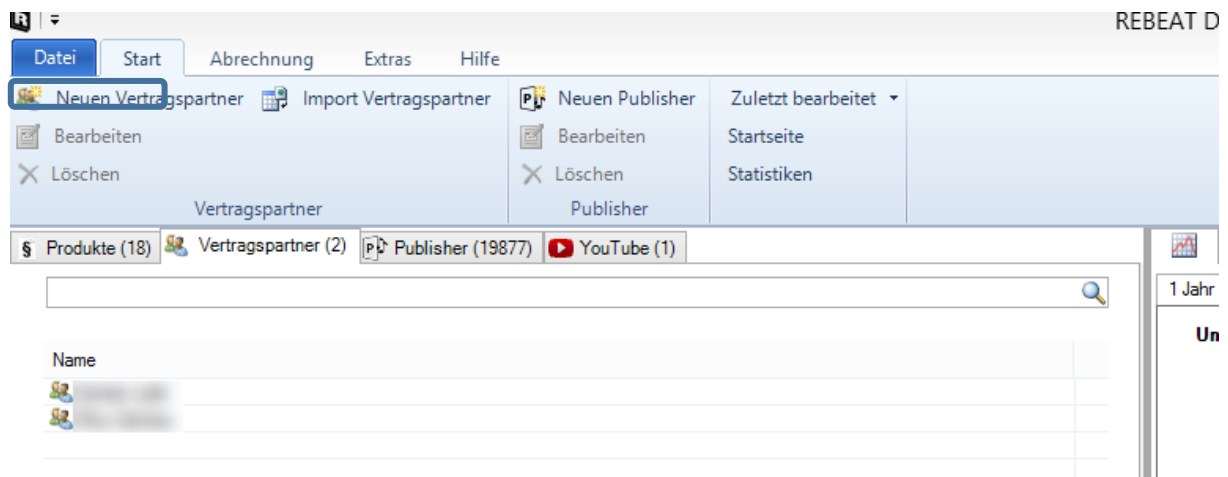 REBEAT D
Datei Start Abrechnung Extras Hilfe
Neuen Vertragspartner Import Vertragspartner Neuen Publisher Zuletzt bearbeitet
Bearbeiten Bearbeiten Startseite
Löschen Löschen Statistiken
Vertragspartner Publisher
§ Produkte (18) Vertragspartner (2) Publisher (19877) YouTube (1)
1 Jahr
Un
Name